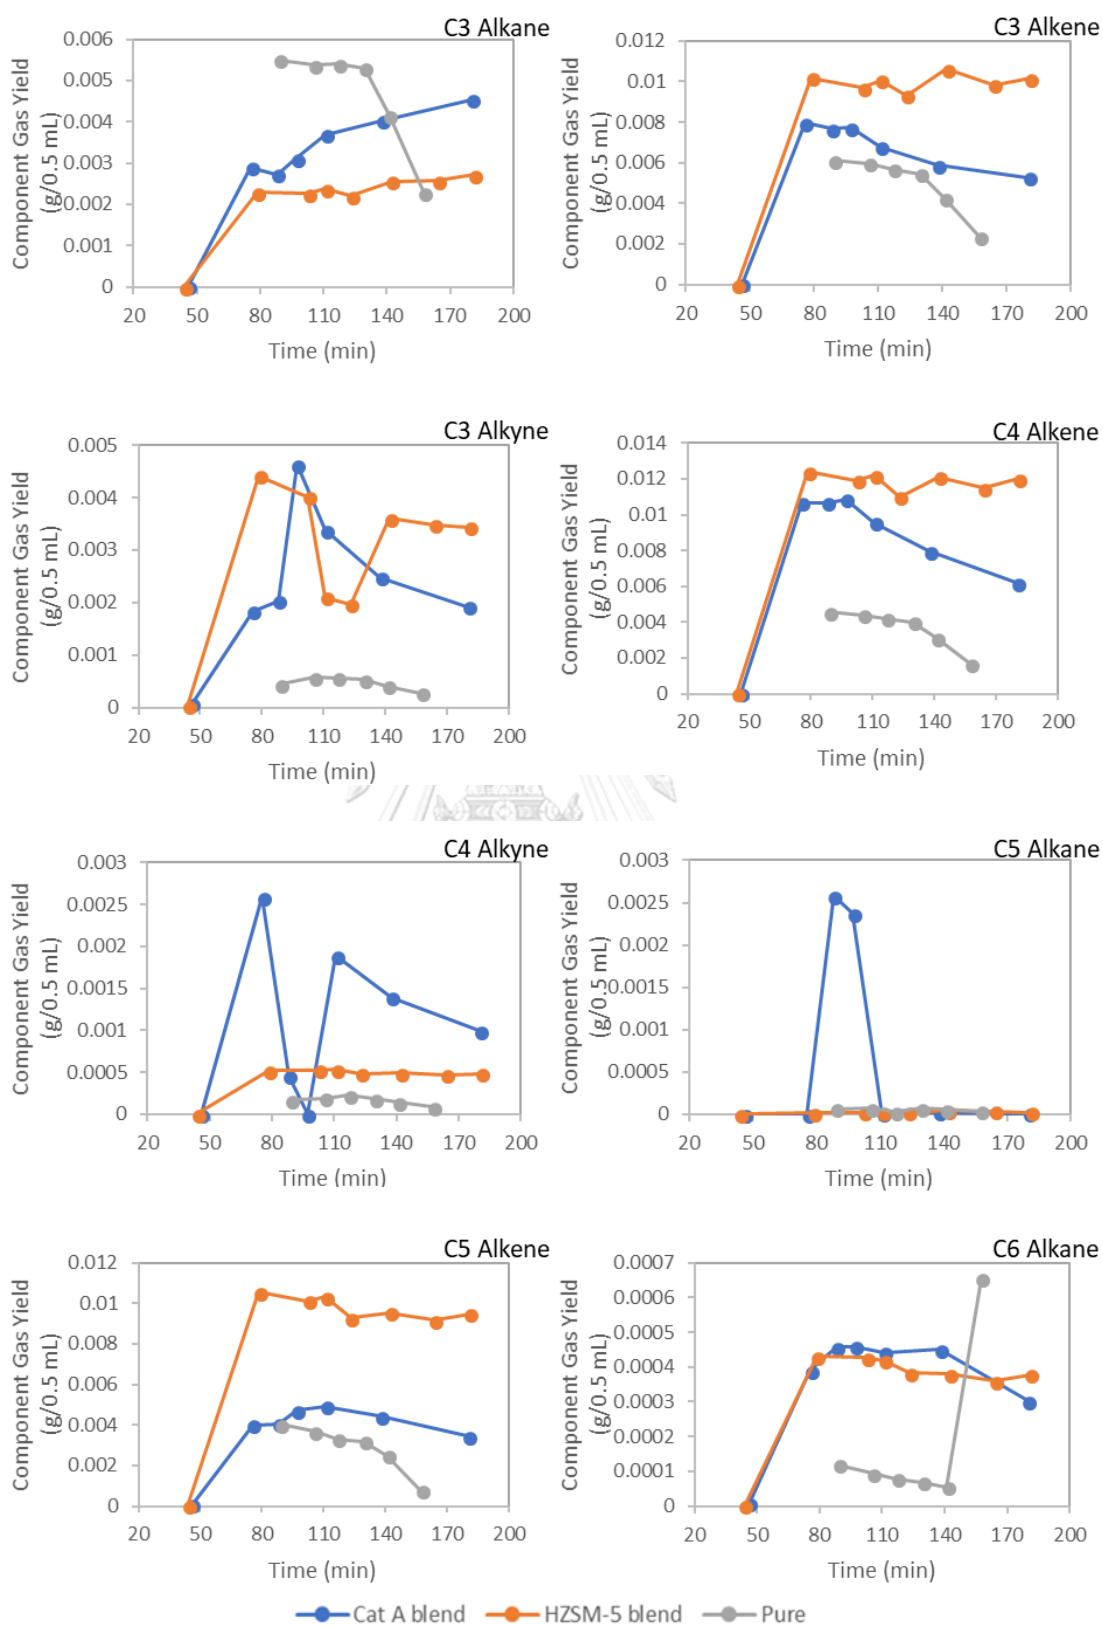 C3 Alkane
Component Gas Yield
(g/0.5 mL)
0.006
0.005
0.004
0.003
0.002
0.001
0
20 50 80 110 140 170 200
Time (min)
C3 Alkene
Component Gas Yield
(g/0.5 mL)
0.012
0.01
0.008
0.006
0.004
0.002
0
20 50 80 110 140 170 200
Time (min)
C3 Alkyne
Component Gas Yield
(g/0.5 mL)
0.005
0.004
0.003
0.002
0.001
0
20 50 80 110 140 170 200
Time (min)
C4 Alkene
Component Gas Yield
(g/0.5 mL)
0.014
0.012
0.01
0.008
0.006
0.004
0.002
0
20 50 80 110 140 170 200
Time (min)
C4 Alkyne
Component Gas Yield
(g/0.5 mL)
0.003
0.0025
0.002
0.0015
0.001
0.0005
0
20 50 80 110 140 170 200
Time (min)
C5 Alkane
Component Gas Yield
(g/0.5 mL)
0.003
0.0025
0.002
0.0015
0.001
0.0005
0
20 50 80 110 140 170 200
Time (min)
C5 Alkene
Component Gas Yield
(g/0.5 mL)
0.012
0.01
0.008
0.006
0.004
0.002
0
20 50 80 110 140 170 200
Time (min)
C6 Alkane
Component Gas Yield
(g/0.5 mL)
0.0007
0.0006
0.0005
0.0004
0.0003
0.0002
0.0001
0
20 50 80 110 140 170 200
Time (min)
Cat A blend HZSM-5 blend Pure